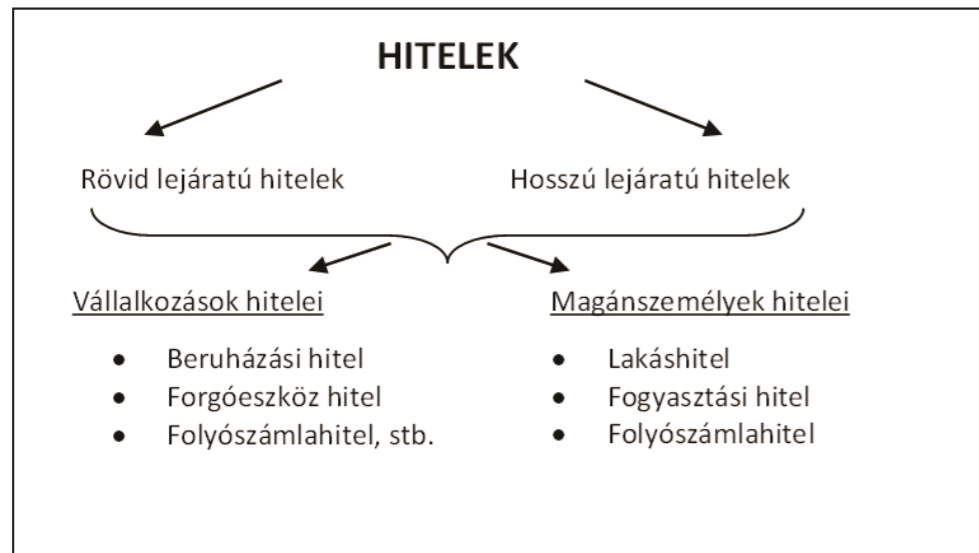 HITELEK
Rövid lejáratú hitelek
Hosszú lejáratú hitelek
Vállalkozások hitelei
• Beruházási hitel
• Forgóeszköz hitel
• Folyószámlahitel, stb.
Magánszemélyek hitelei
• Lakáshitel
• Fogyasztási hitel
• Folyószámlahitel